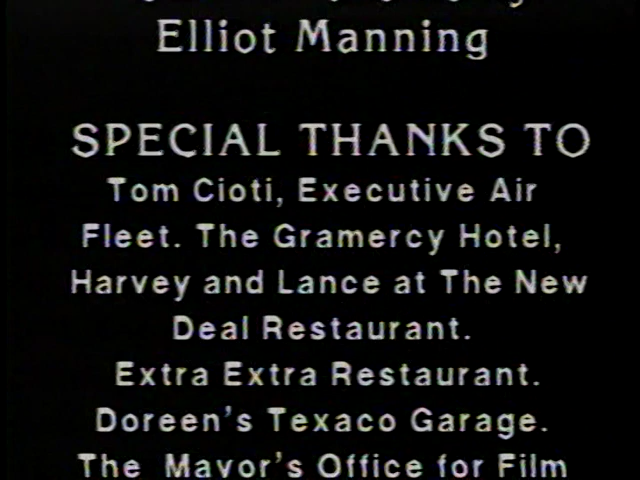 Elliot Manning
SPECIAL THANKS TO
Tom Cioti, Executive Air
Fleet. The Gramercy Hotel,
Harvey and Lance at The New
Deal Restaurant.
Extra Extra Restaurant.
Doreen's Texaco Garage.
The Mayor's Office for Film